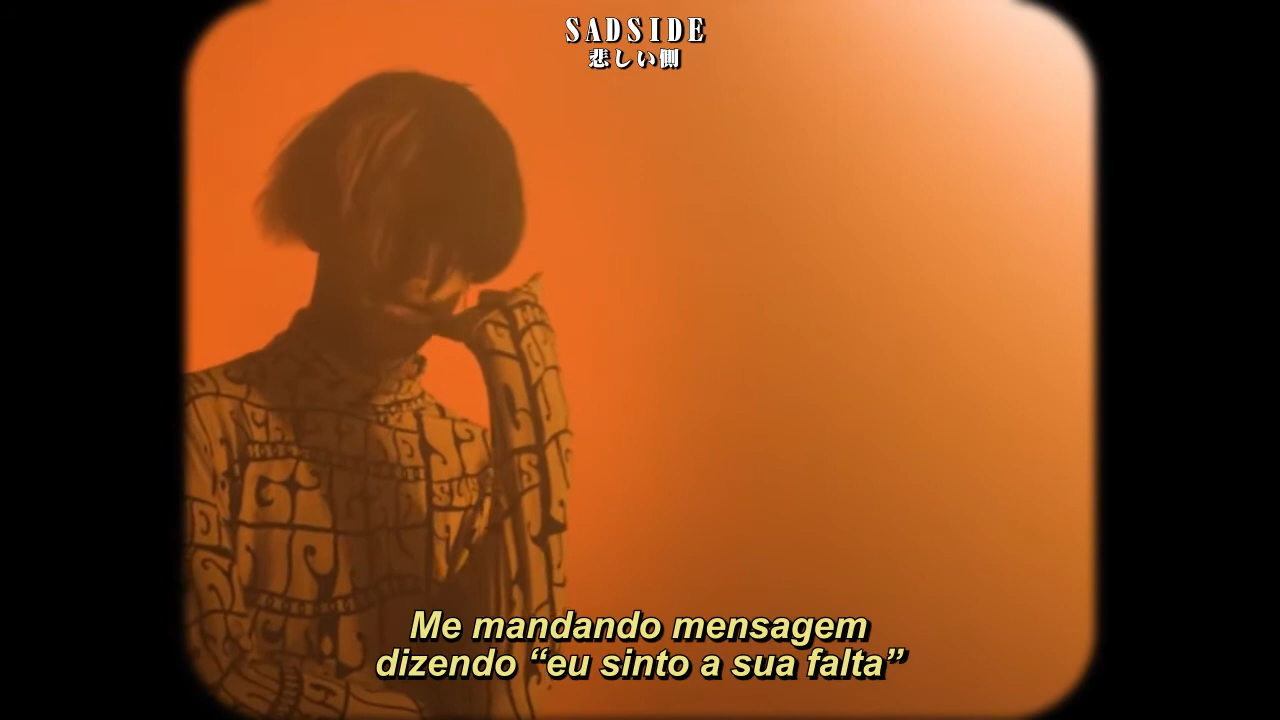 SADSIDE
悲しい側
Me mandando mensagem
dizendo “eu sinto a sua falta”